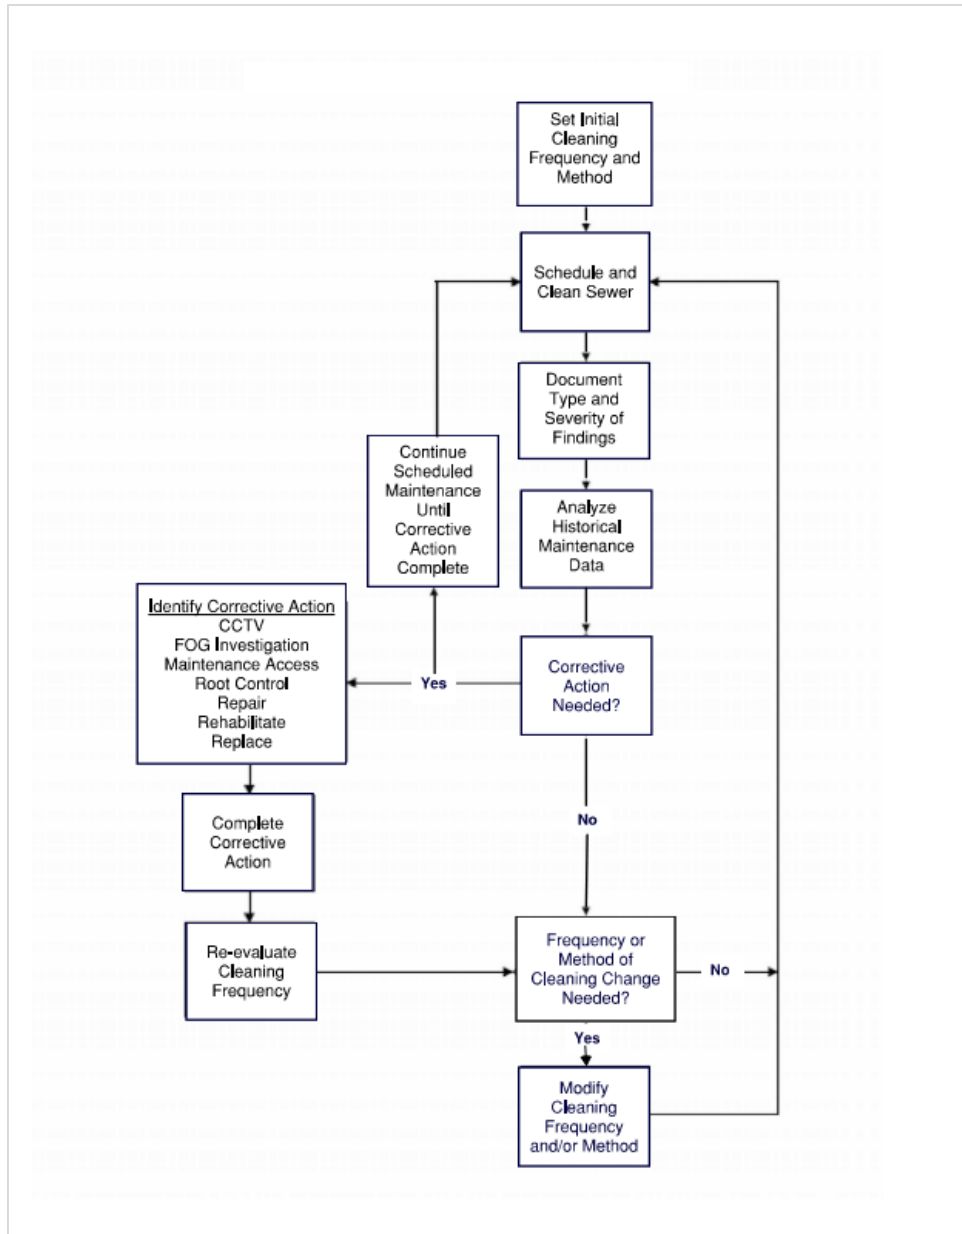 Set Initial
Cleaning
Frequency and
Method
Schedule and
Clean Sewer
Document
Type and
Severity of
Findings
Continue
Scheduled
Maintenance
Until
Corrective
Action
Complete
Analyze
Historical
Maintenance
Data
Identify Corrective Action
CCTV
FOG Investigation
Maintenance Access
Root Control
Repair
Rehabilitate
Replace
Yes
Corrective
Action
Needed?
No
Complete
Corrective
Action
Re-evaluate
Cleaning
Frequency
Frequency or
Method of
Cleaning Change
Needed?
No
Yes
Modify
Cleaning
Frequency
and/or Method